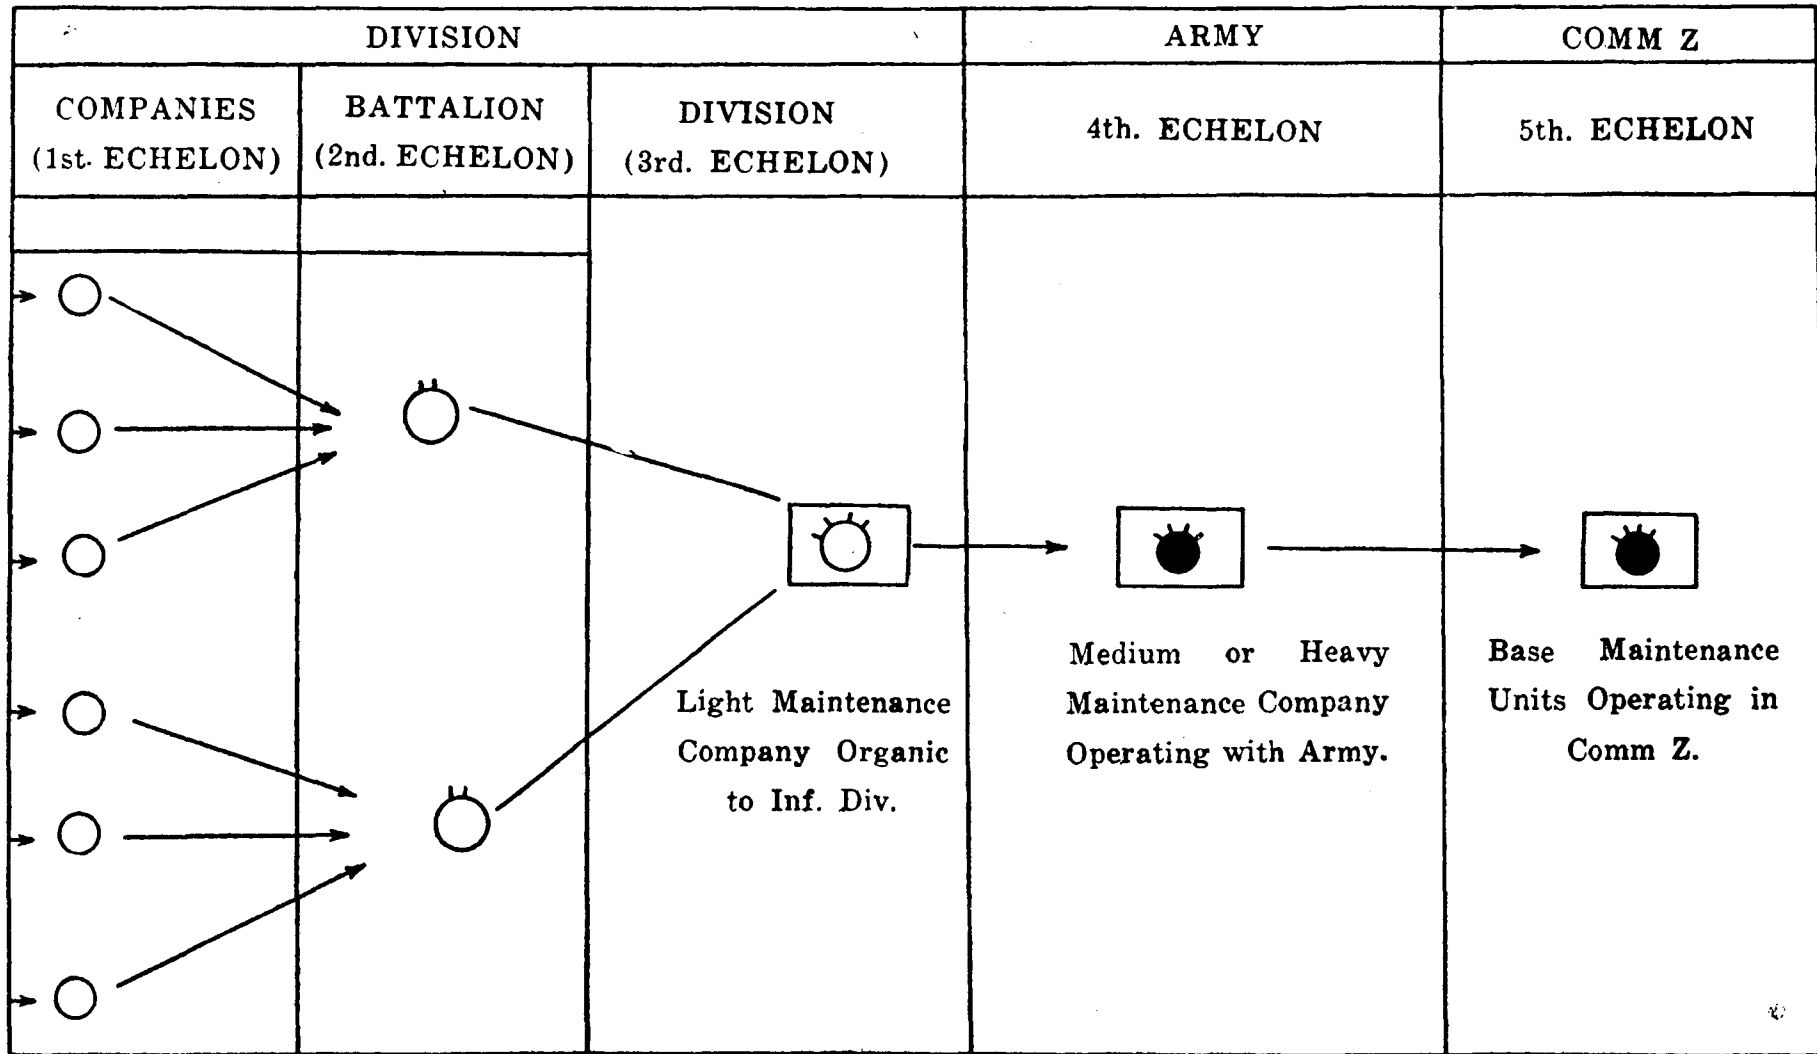 DIVISION
ARMY
COMM Z
COMPANIES
(1st. ECHELON)
BATTALION
(2nd. ECHELON)
DIVISION
(3rd. ECHELON)
4th. ECHELON
5th. ECHELON
Light Maintenance
Company Organic
to Inf. Div.
Medium or Heavy
Maintenance Company
Operating with Army.
Base Maintenance
Units Operating in
Comm Z.